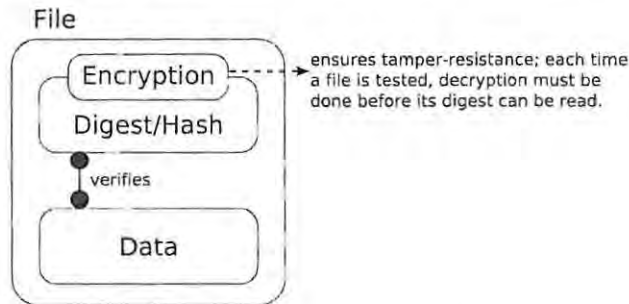 File
Encryption
ensures tamper-resistance; each time
a file is tested, decryption must be
done before its digest can be read.
Digest/Hash
verifies
Data